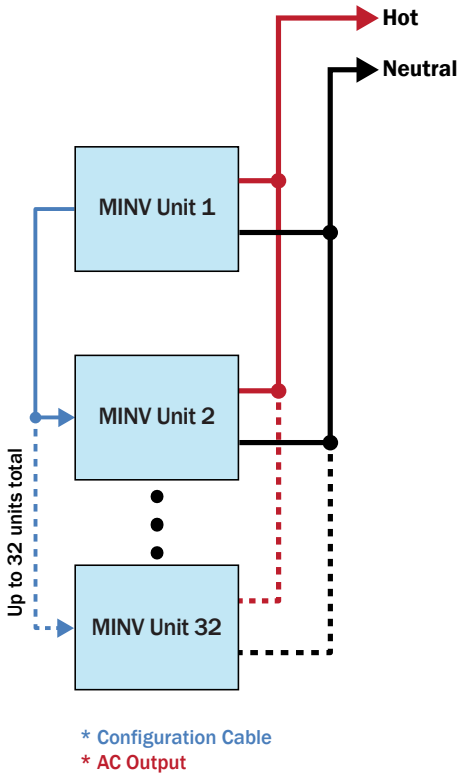 Hot
Neutral
MINV Unit 1
MINV Unit 2
Up to 32 units total
MINV Unit 32
* Configuration Cable
* AC Output